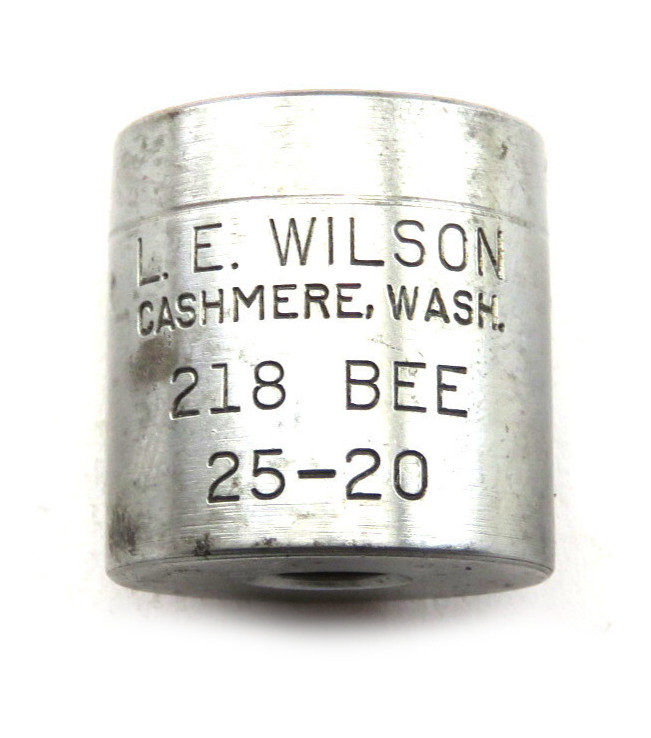 L. E. WILSON
CASHMERE, WASH.
218 BEE
25-20